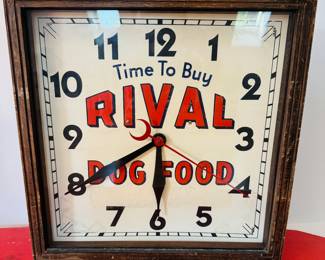 12
11 1
Time To Buy
10 2
RIVAL
9 3
DOG FOOD
8 4
7 5
6